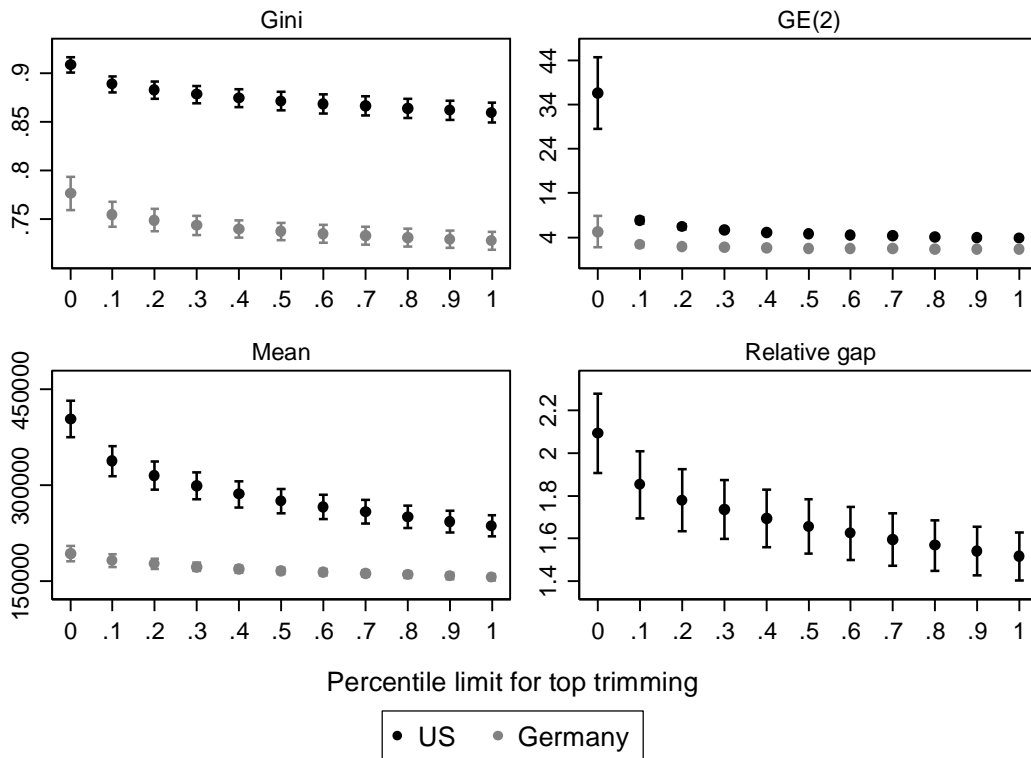 Gini
.9
.85
.8
.75
0 .1 .2 .3 .4 .5 .6 .7 .8 .9 1
GE(2)
44
34
24
14
4
0 .1 .2 .3 .4 .5 .6 .7 .8 .9 1
Mean
450000
300000
150000
0 .1 .2 .3 .4 .5 .6 .7 .8 .9 1
Relative gap
2.2
2
1.8
1.6
1.4
0 .1 .2 .3 .4 .5 .6 .7 .8 .9 1
Percentile limit for top trimming
US Germany